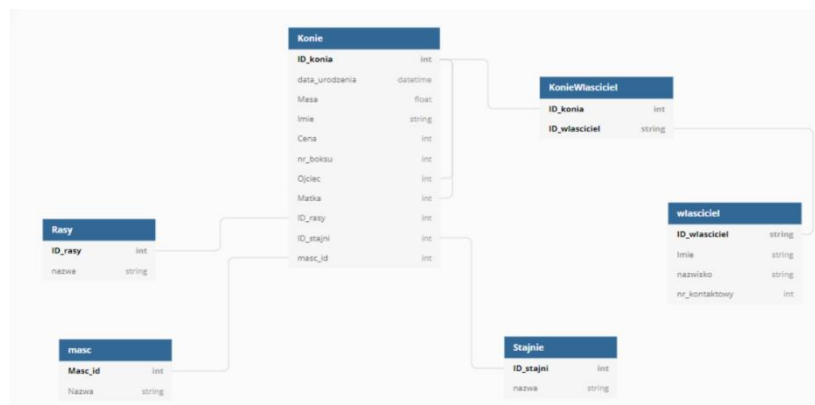 Konie
ID_konia int
data_urodzenia datetime
Masa float
Imie string
Cena int
nr_boksu int
Ojciec int
Matka int
ID_rasy int
ID_stajni int
masc_id int
KonieWlasciciel
ID_konia int
ID_wlasciciel string
Rasy
ID_rasy int
nazwa string
wlasciciel
ID_wlasciciel string
Imie string
nazwisko string
nr_kontaktowy int
masc
Masc_id int
Nazwa string
Stajnie
ID_stajni int
nazwa string